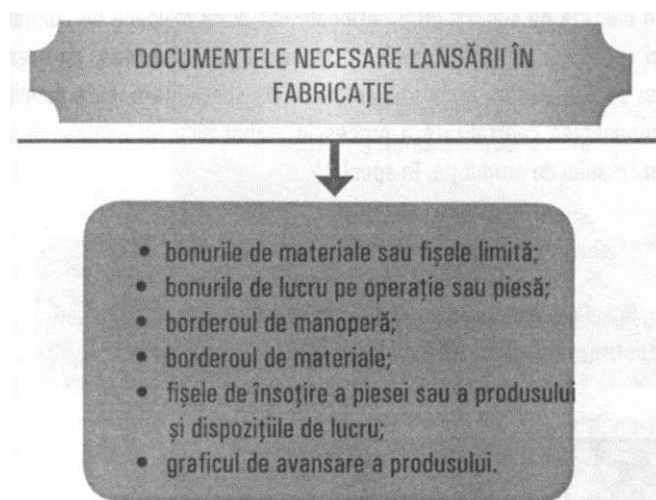 DOCUMENTELE NECESARE LANSĂRII ÎN
FABRICAȚIE
• bonurile de materiale sau fișele limită;
• bonurile de lucru pe operație sau piesă;
• borderoul de manoperă;
• borderoul de materiale;
• fișele de însoțire a piesei sau a produsului
și dispozițiile de lucru;
• graficul de avansare a produsului.